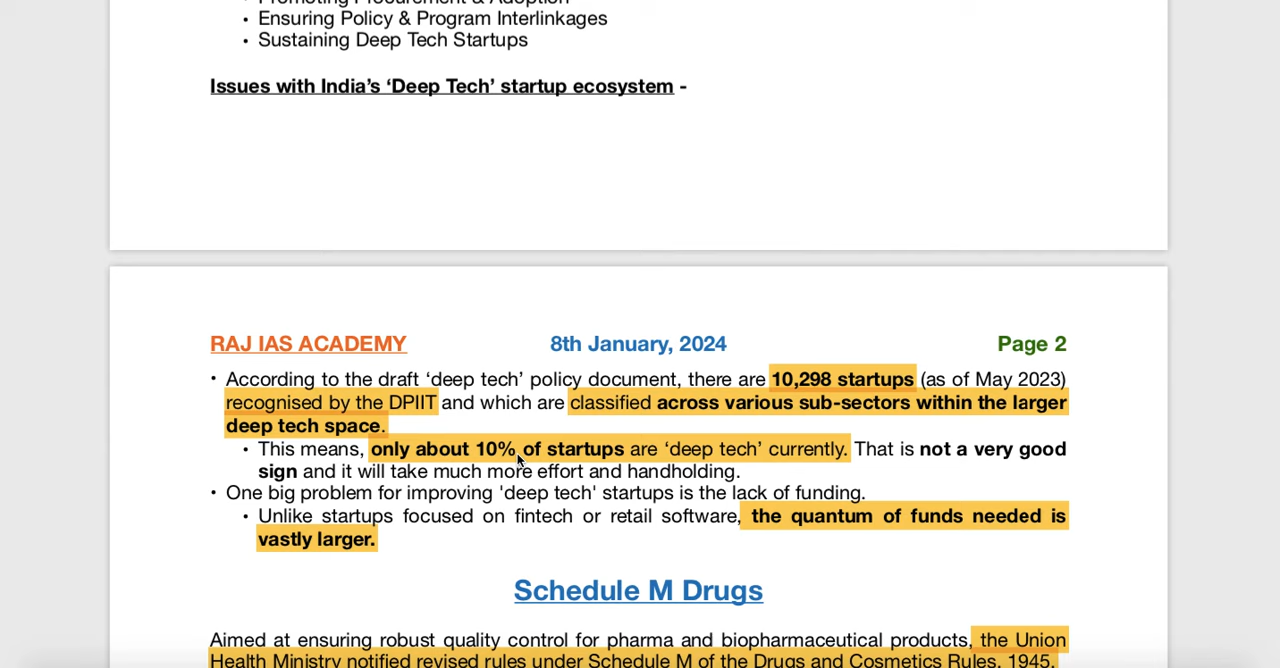 Promoting Procurement & Adoption
• Ensuring Policy & Program Interlinkages
• Sustaining Deep Tech Startups
Issues with India’s ‘Deep Tech’ startup ecosystem -
RAJ IAS ACADEMY 8th January, 2024 Page 2
• According to the draft ‘deep tech’ policy document, there are 10,298 startups (as of May 2023)
recognised by the DPIIT and which are classified across various sub-sectors within the larger
deep tech space.
• This means, only about 10% of startups are ‘deep tech’ currently. That is not a very good
sign and it will take much more effort and handholding.
• One big problem for improving 'deep tech' startups is the lack of funding.
• Unlike startups focused on fintech or retail software, the quantum of funds needed is
vastly larger.
Schedule M Drugs
Aimed at ensuring robust quality control for pharma and biopharmaceutical products, the Union
Health Ministry notified revised rules under Schedule M of the Drugs and Cosmetics Rules, 1945.